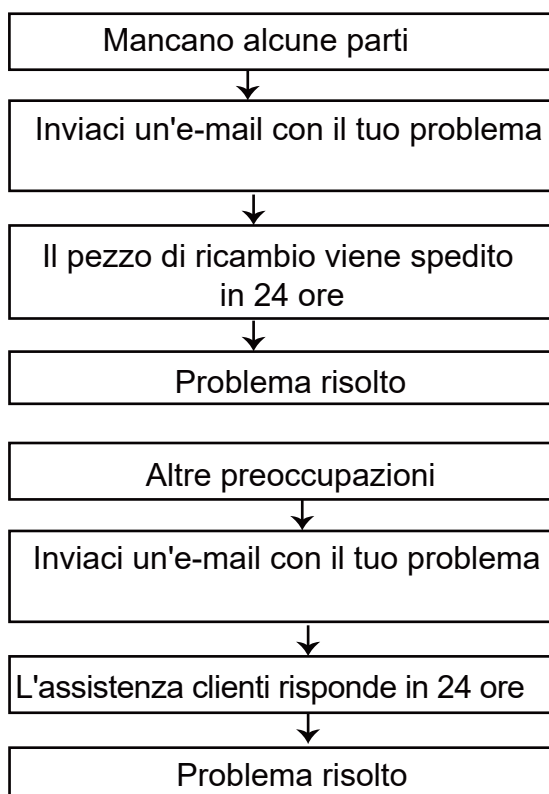 Mancano alcune parti
Inviaci un'e-mail con il tuo problema
Il pezzo di ricambio viene spedito
in 24 ore
Problema risolto
Altre preoccupazioni
Inviaci un'e-mail con il tuo problema
L'assistenza clienti risponde in 24 ore
Problema risolto